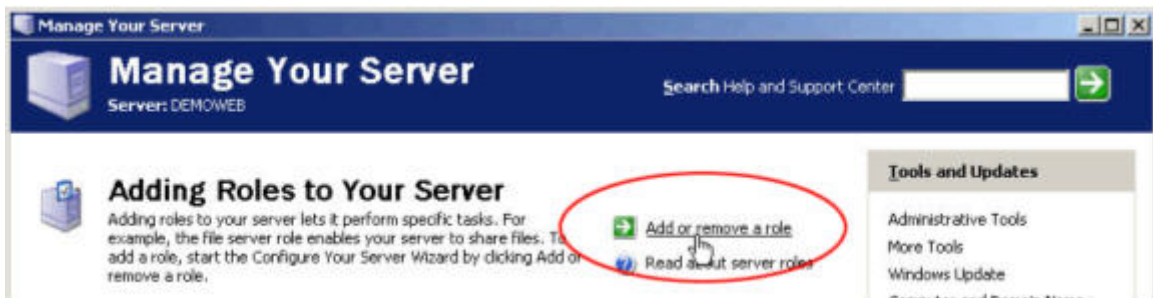 Manage Your Server
Manage Your Server
Server: DEMOWEB
Search Help and Support Center
Adding Roles to Your Server
Adding roles to your server lets it perform specific tasks. For
example, the file server role enables your server to share files. To
add a role, start the Configure Your Server Wizard by clicking Add or
remove a role.
Add or remove a role
Read about server roles
Tools and Updates
Administrative Tools
More Tools
Windows Update